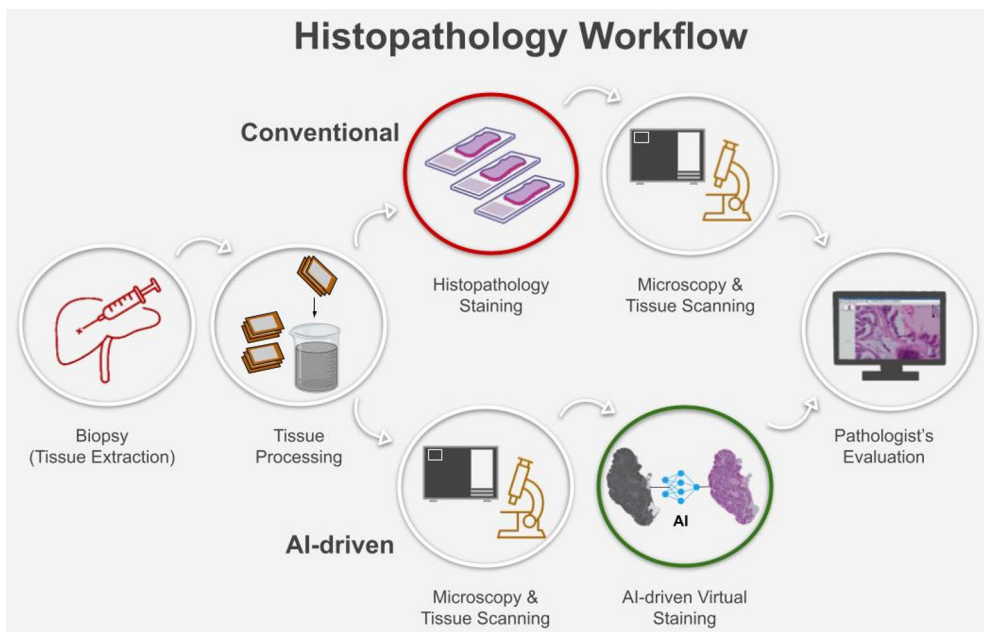 Histopathology Workflow
Conventional
Histopathology
Staining
Microscopy &
Tissue Scanning
Biopsy
(Tissue Extraction)
Tissue
Processing
Pathologist's
Evaluation
AI
AI-driven
Microscopy &
Tissue Scanning
AI-driven Virtual
Staining